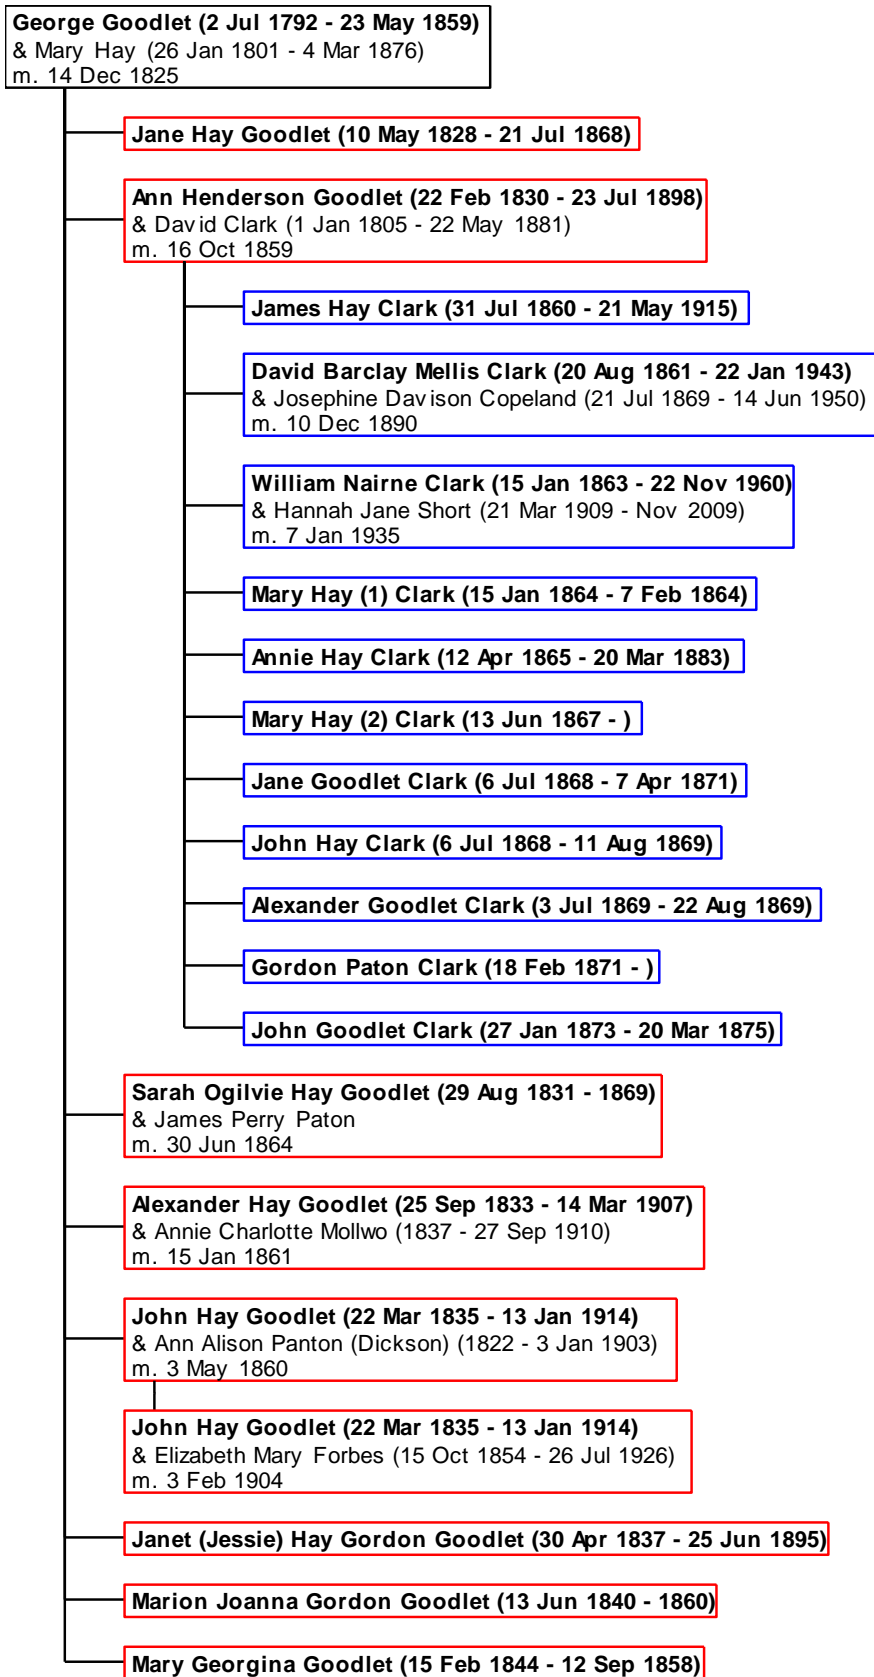 George Goodlet (2 Jul 1792 - 23 May 1859)
& Mary Hay (26 Jan 1801 - 4 Mar 1876)
m. 14 Dec 1825
Jane Hay Goodlet (10 May 1828 - 21 Jul 1868)
Ann Henderson Goodlet (22 Feb 1830 - 23 Jul 1898)
& David Clark (1 Jan 1805 - 22 May 1881)
m. 16 Oct 1859
James Hay Clark (31 Jul 1860 - 21 May 1915)
David Barclay Mellis Clark (20 Aug 1861 - 22 Jan 1943)
& Josephine Davison Copeland (21 Jul 1869 - 14 Jun 1950)
m. 10 Dec 1890
William Nairne Clark (15 Jan 1863 - 22 Nov 1960)
& Hannah Jane Short (21 Mar 1909 - Nov 2009)
m. 7 Jan 1935
Mary Hay (1) Clark (15 Jan 1864 - 7 Feb 1864)
Annie Hay Clark (12 Apr 1865 - 20 Mar 1883)
Mary Hay (2) Clark (13 Jun 1867 - )
Jane Goodlet Clark (6 Jul 1868 - 7 Apr 1871)
John Hay Clark (6 Jul 1868 - 11 Aug 1869)
Alexander Goodlet Clark (3 Jul 1869 - 22 Aug 1869)
Gordon Paton Clark (18 Feb 1871 - )
John Goodlet Clark (27 Jan 1873 - 20 Mar 1875)
Sarah Ogilvie Hay Goodlet (29 Aug 1831 - 1869)
& James Perry Paton
m. 30 Jun 1864
Alexander Hay Goodlet (25 Sep 1833 - 14 Mar 1907)
& Annie Charlotte Mollwo (1837 - 27 Sep 1910)
m. 15 Jan 1861
John Hay Goodlet (22 Mar 1835 - 13 Jan 1914)
& Ann Alison Panton (Dickson) (1822 - 3 Jan 1903)
m. 3 May 1860
John Hay Goodlet (22 Mar 1835 - 13 Jan 1914)
& Elizabeth Mary Forbes (15 Oct 1854 - 26 Jul 1926)
m. 3 Feb 1904
Janet (Jessie) Hay Gordon Goodlet (30 Apr 1837 - 25 Jun 1895)
Marion Joanna Gordon Goodlet (13 Jun 1840 - 1860)
Mary Georgina Goodlet (15 Feb 1844 - 12 Sep 1858)